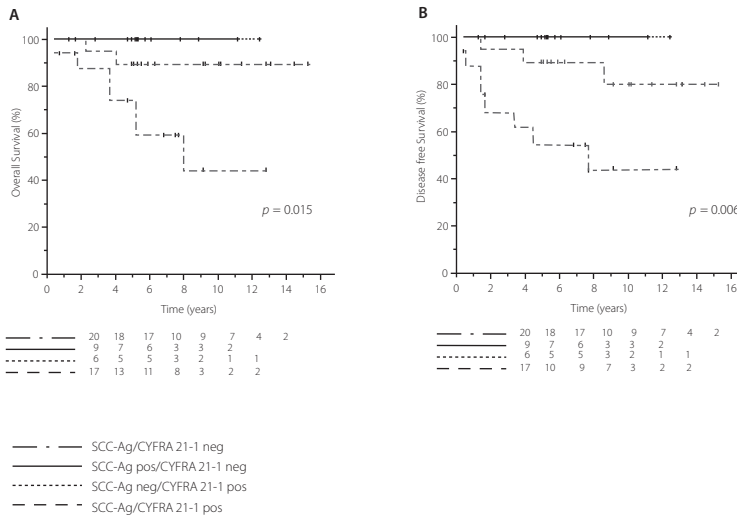 A
Overall Survival (%)
100
80
60
40
20
0
p = 0.015
0 2 4 6 8 10 12 14 16
Time (years)
20 18 17 10 9 7 4 2
9 7 6 3 3 2
6 5 5 3 2 1 1
17 13 11 8 3 2 2
B
Disease free Survival (%)
100
80
60
40
20
0
p = 0.006
0 2 4 6 8 10 12 14 16
Time (years)
20 18 17 10 9 7 4 2
9 7 6 3 3 2
6 5 5 3 2 1 1
17 10 9 7 3 2 2
SCC-Ag/CYFRA 21-1 neg
SCC-Ag pos/CYFRA 21-1 neg
SCC-Ag neg/CYFRA 21-1 pos
SCC-Ag/CYFRA 21-1 pos